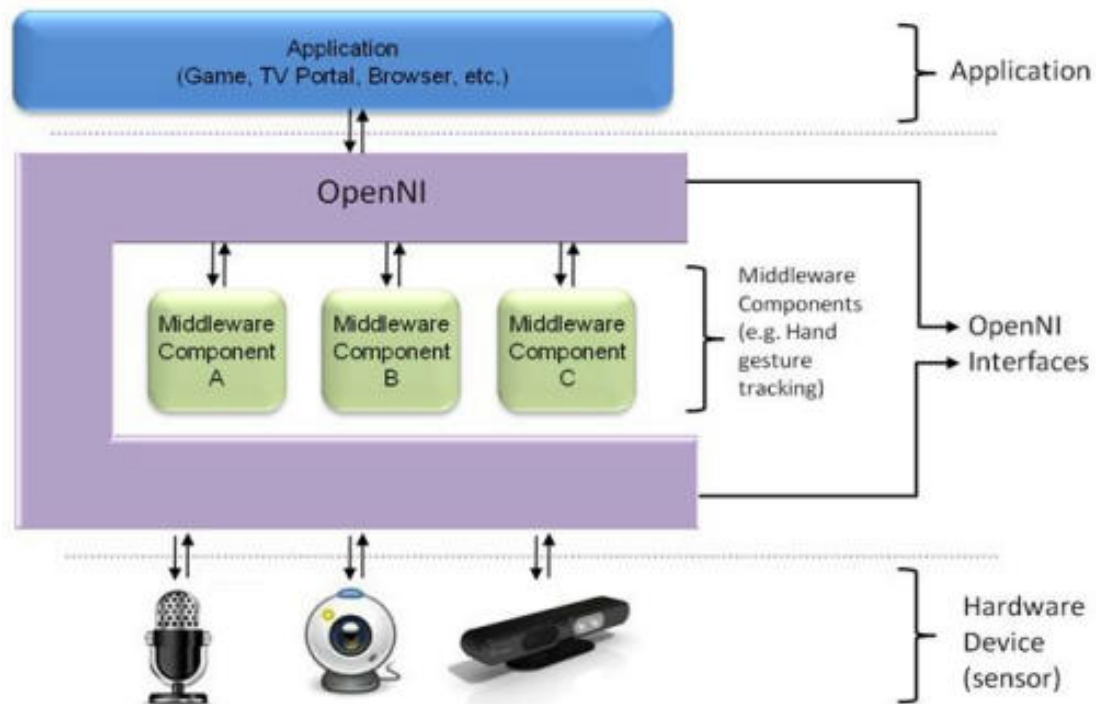 Application
(Game, TV Portal, Browser, etc.)
Application
OpenNI
Middleware
Component
A
Middleware
Component
B
Middleware
Component
C
Middleware
Components
(e.g. Hand
gesture
tracking)
OpenNI
Interfaces
Hardware
Device
(sensor)